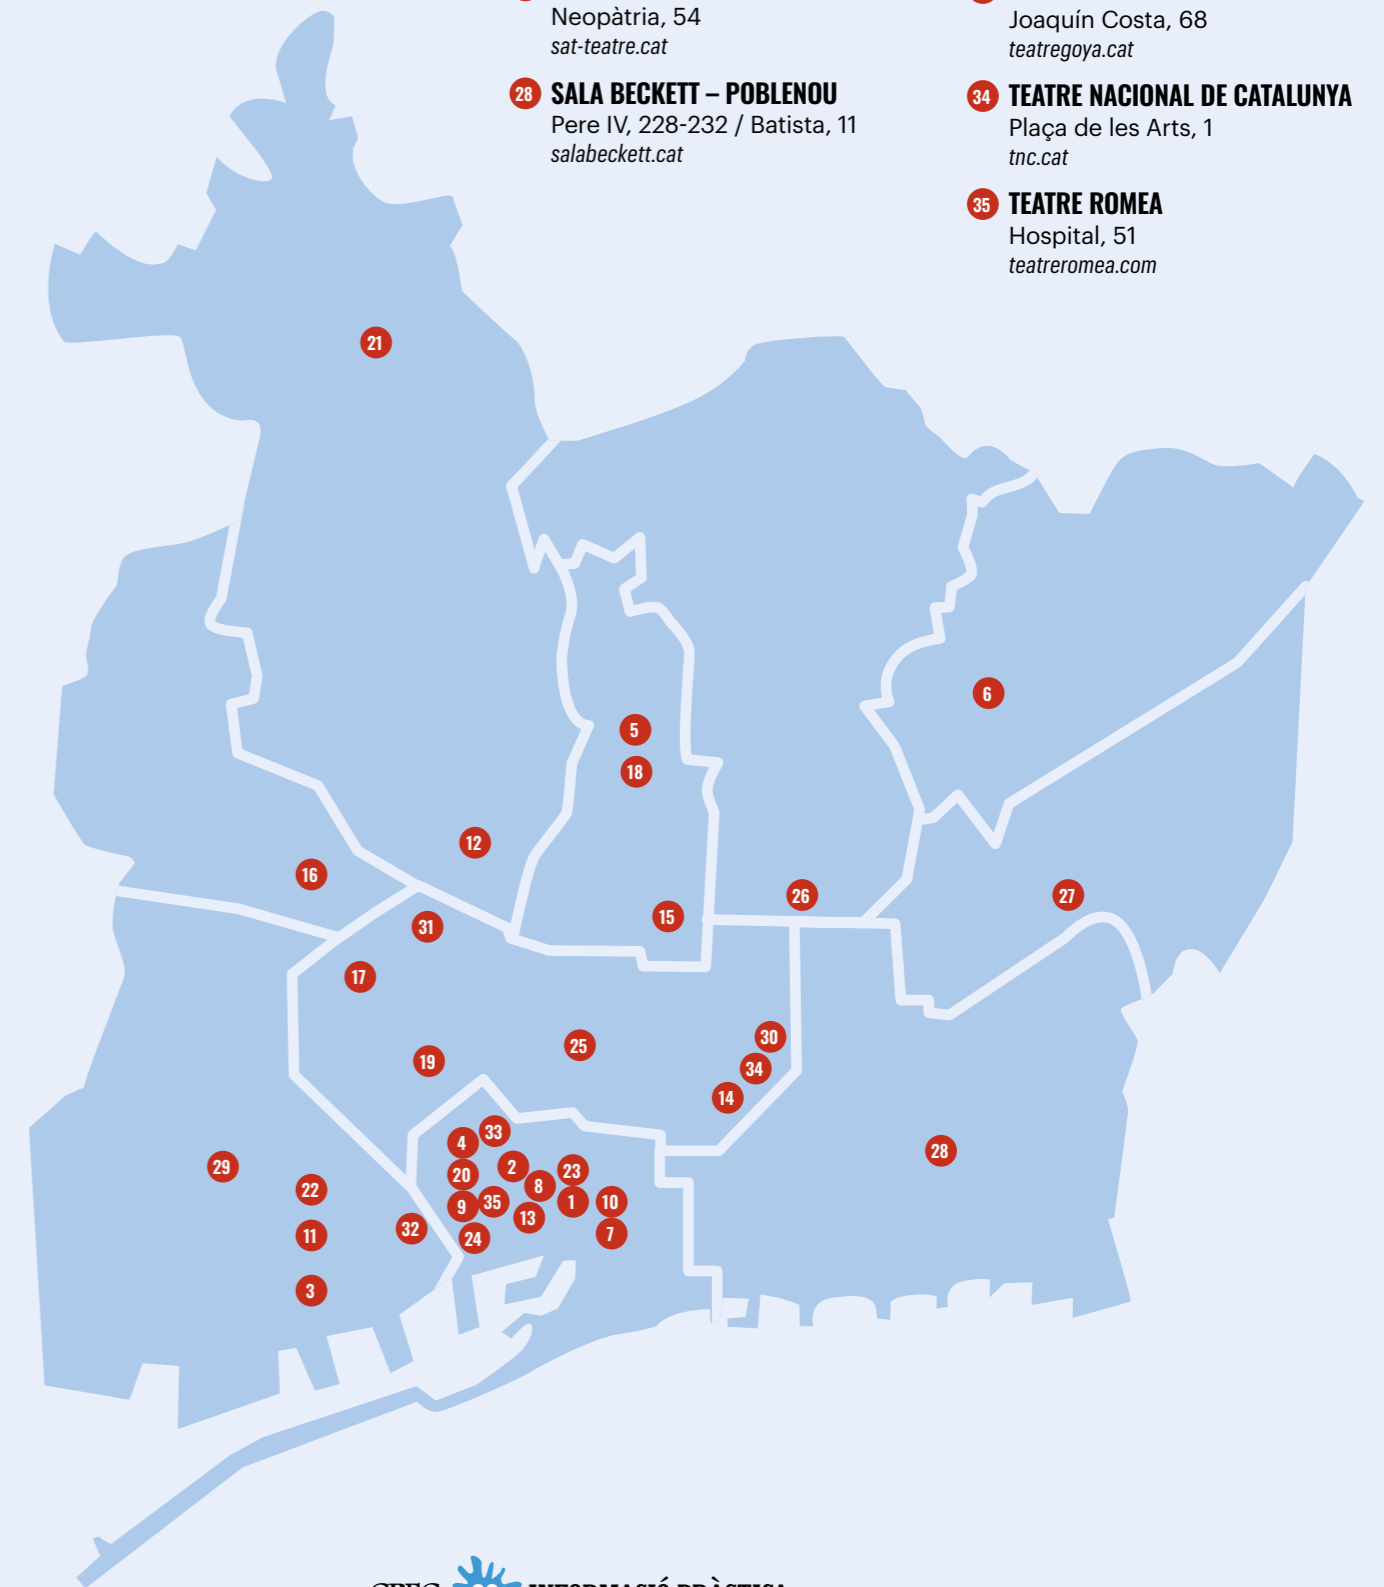 Neopàtria, 54
sat-teatre.cat
28 SALA BECKETT – POBLENOU
Pere IV, 228-232 / Batista, 11
salabeckett.cat
Joaquín Costa, 68
teatregoya.cat
34 TEATRE NACIONAL DE CATALUNYA
Plaça de les Arts, 1
tnc.cat
35 TEATRE ROMEA
Hospital, 51
teatreromea.com
21
6
5
18
12
16
26
27
15
31
17
30
25
19
34
14
33
4
28
29
2
23
20
8
22
9
35
1
10
13
32
7
11
24
3
INFORMACIÓ PRÀCTICA